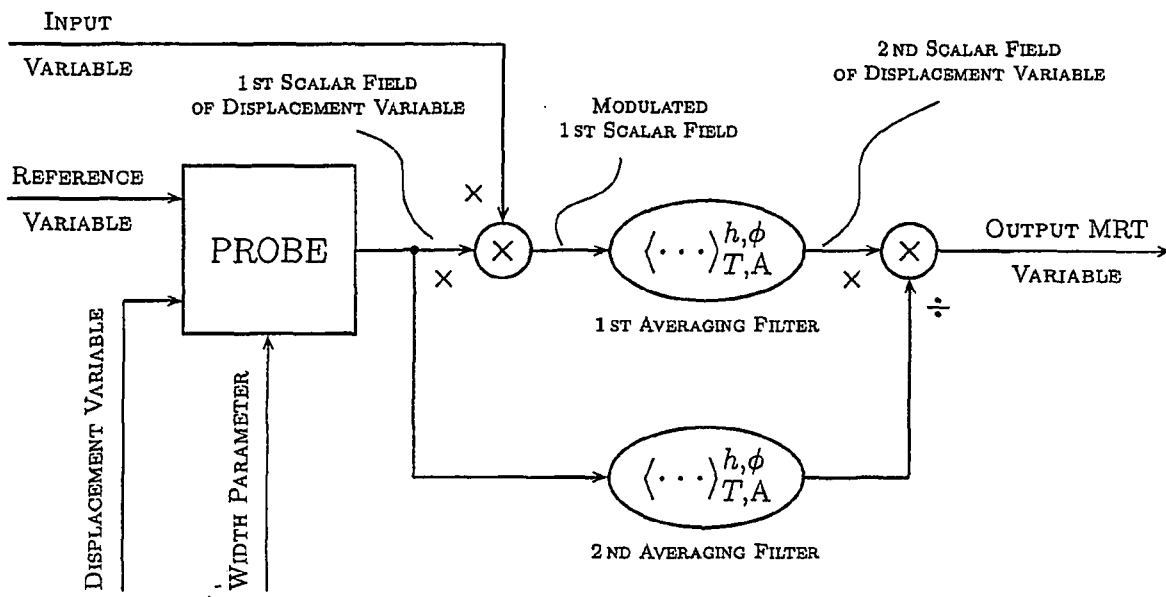 INPUT
VARIABLE
1ST SCALAR FIELD
OF DISPLACEMENT VARIABLE
MODULATED
1ST SCALAR FIELD
2ND SCALAR FIELD
OF DISPLACEMENT VARIABLE
REFERENCE
VARIABLE
PROBE
×
×
×
⟨···⟩ h,ϕ T,A
1ST AVERAGING FILTER
×
×
÷
OUTPUT MRT
VARIABLE
DISPLACEMENT VARIABLE
WIDTH PARAMETER
⟨···⟩ h,ϕ T,A
2ND AVERAGING FILTER